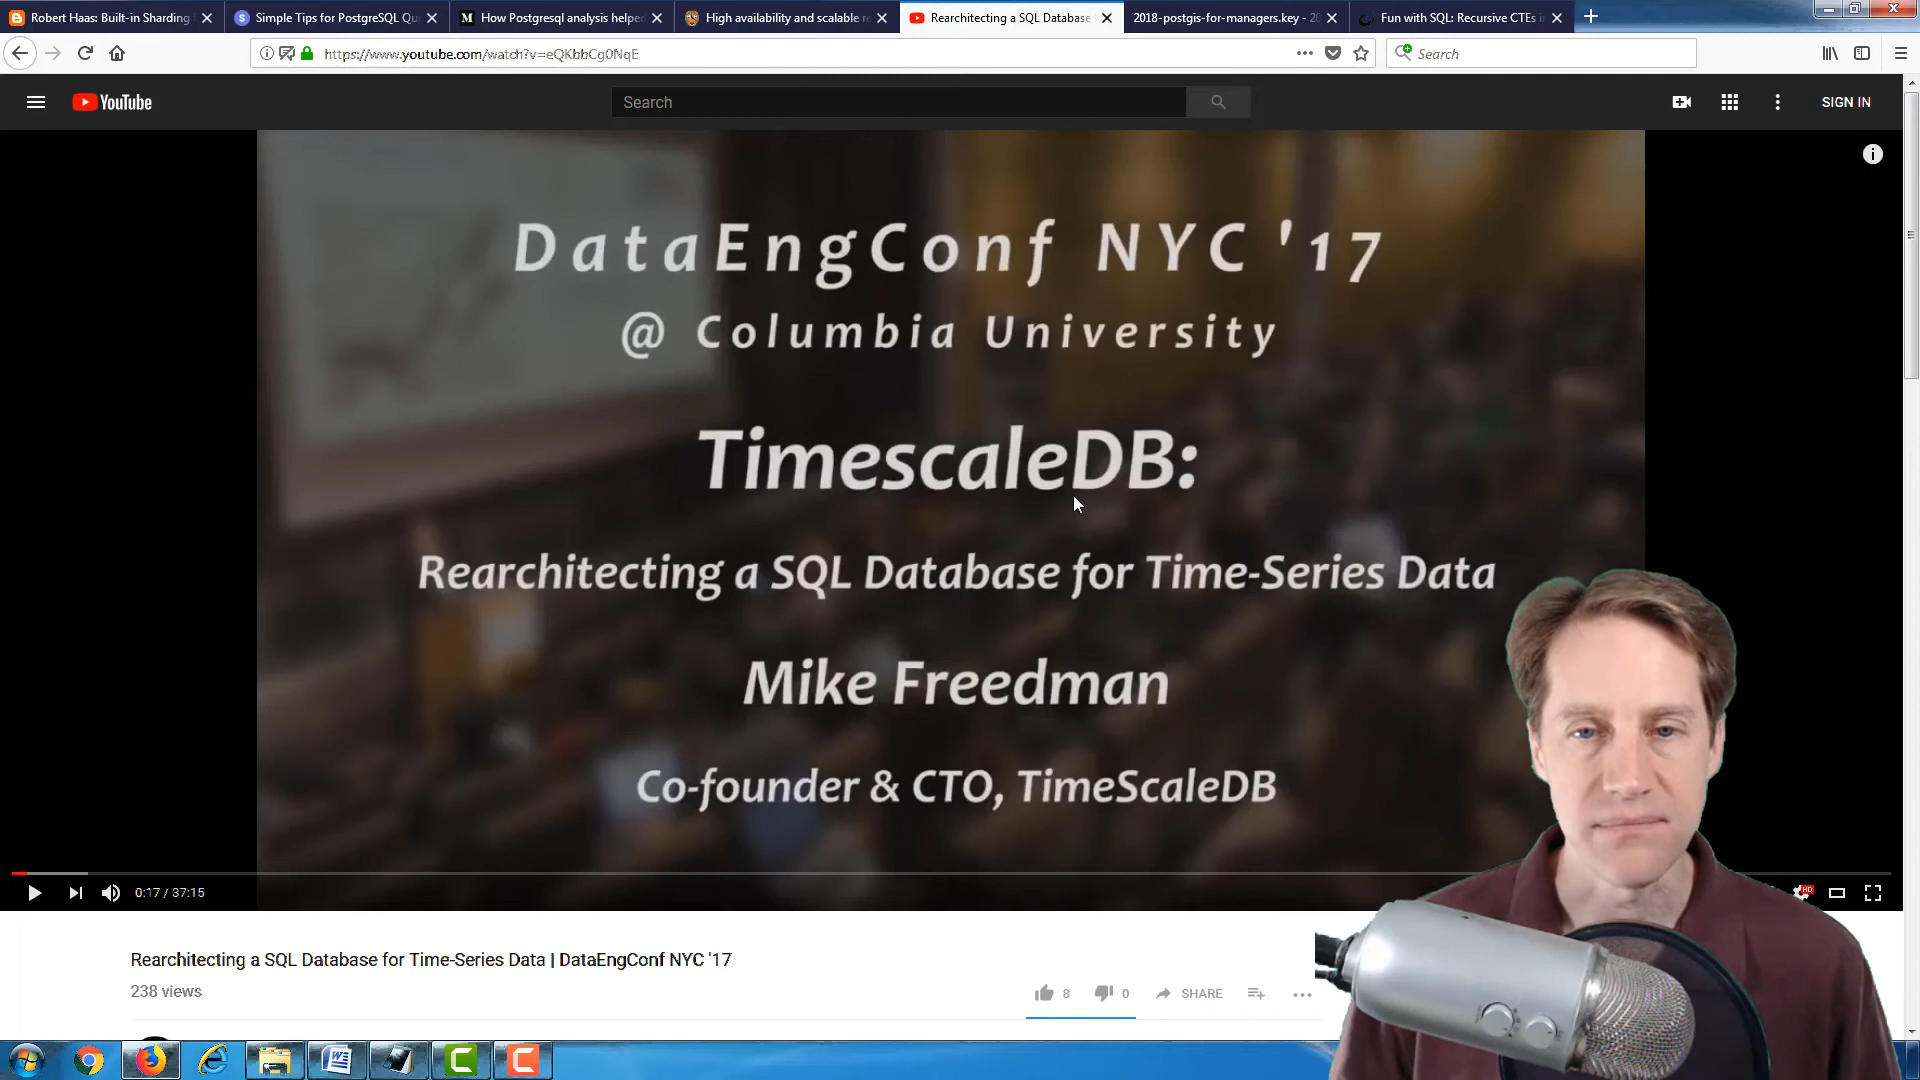 Robert Haas: Built-in Sharding
Simple Tips for PostgreSQL Qu
How Postgresql analysis helped
High availability and scalable r
Rearchitecting a SQL Database
2018-postgis-for-managers.key - 20
Fun with SQL: Recursive CTEs i
https://www.youtube.com/watch?v=eQKbbCg0NqE
Search
YouTube
Search
SIGN IN
DataEngConf NYC '17
@ Columbia University
TimescaleDB:
Rearchitecting a SQL Database for Time-Series Data
Mike Freedman
Co-founder & CTO, TimeScaleDB
0:17 / 37:15
HD
Rearchitecting a SQL Database for Time-Series Data | DataEngConf NYC '17
238 views
8
0
SHARE